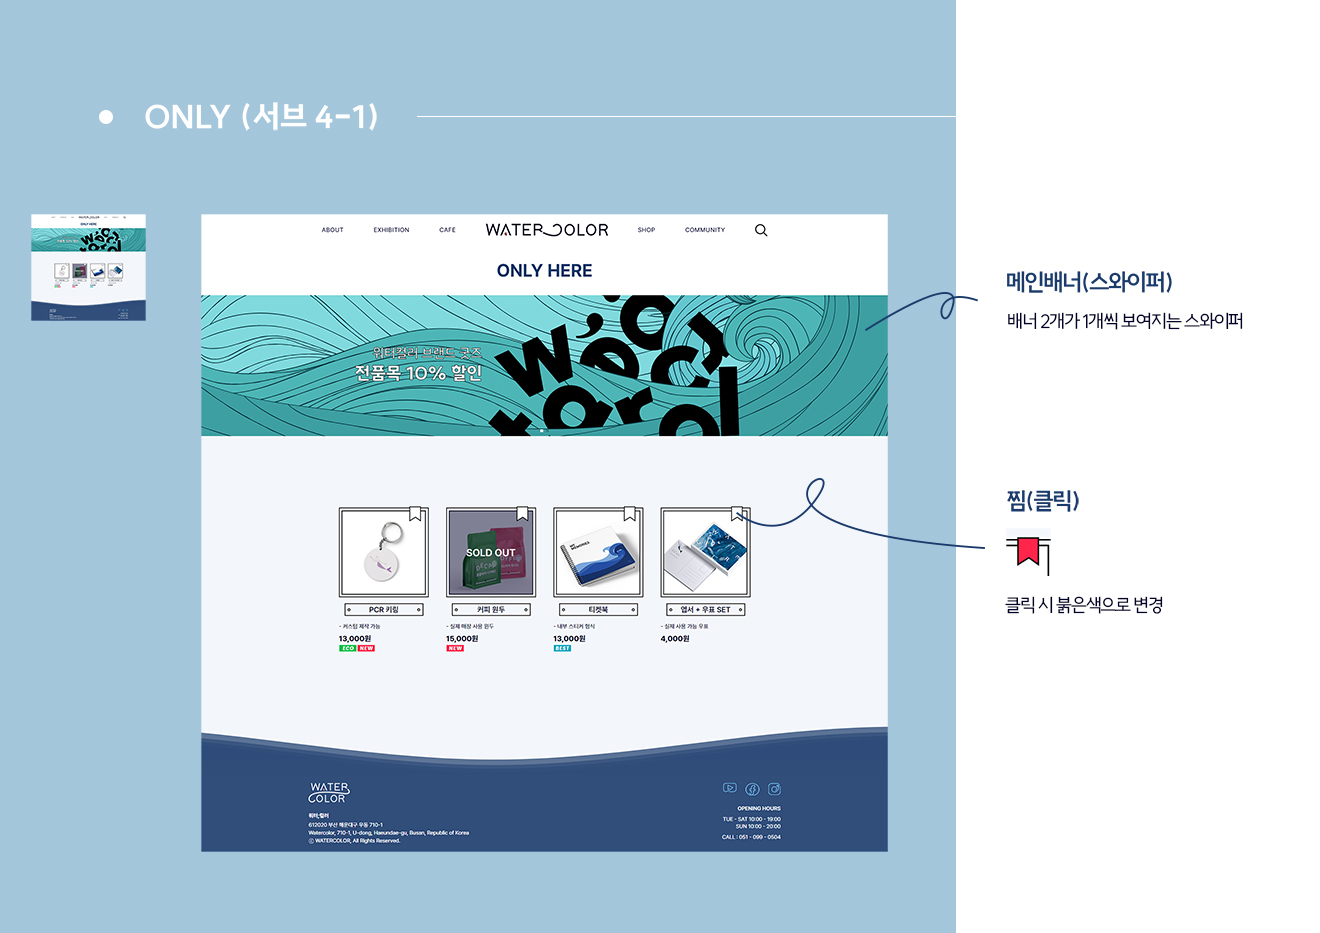 ONLY (서브 4-1)
ABOUT
EXHIBITION
CAFE
WATERCOLOR
SHOP
COMMUNITY
ONLY HERE
워터컬러 브랜드 굿즈
전품목 10% 할인
SOLD OUT
PCR 키링
- 커스텀 제작 가능
13,000원
ECO NEW
커피 원두
- 실제 매장 사용 원두
15,000원
NEW
티켓북
- 내부 스티커 형식
13,000원
BEST
엽서 + 우표 SET
- 실제 사용 가능 우표
4,000원
WATER
COLOR
워터;컬러
612020 부산 해운대구 우동 710-1
Watercolor, 710-1, U-dong, Haeundae-gu, Busan, Republic of Korea
ⓒ WATERCOLOR, All Rights Reserved.
OPENING HOURS
TUE - SAT 10:00 - 19:00
SUN 10:00 - 20:00
CALL : 051 - 099 - 0504
메인배너(스와이퍼)
배너 2개가 1개씩 보여지는 스와이퍼
찜(클릭)
클릭 시 붉은색으로 변경